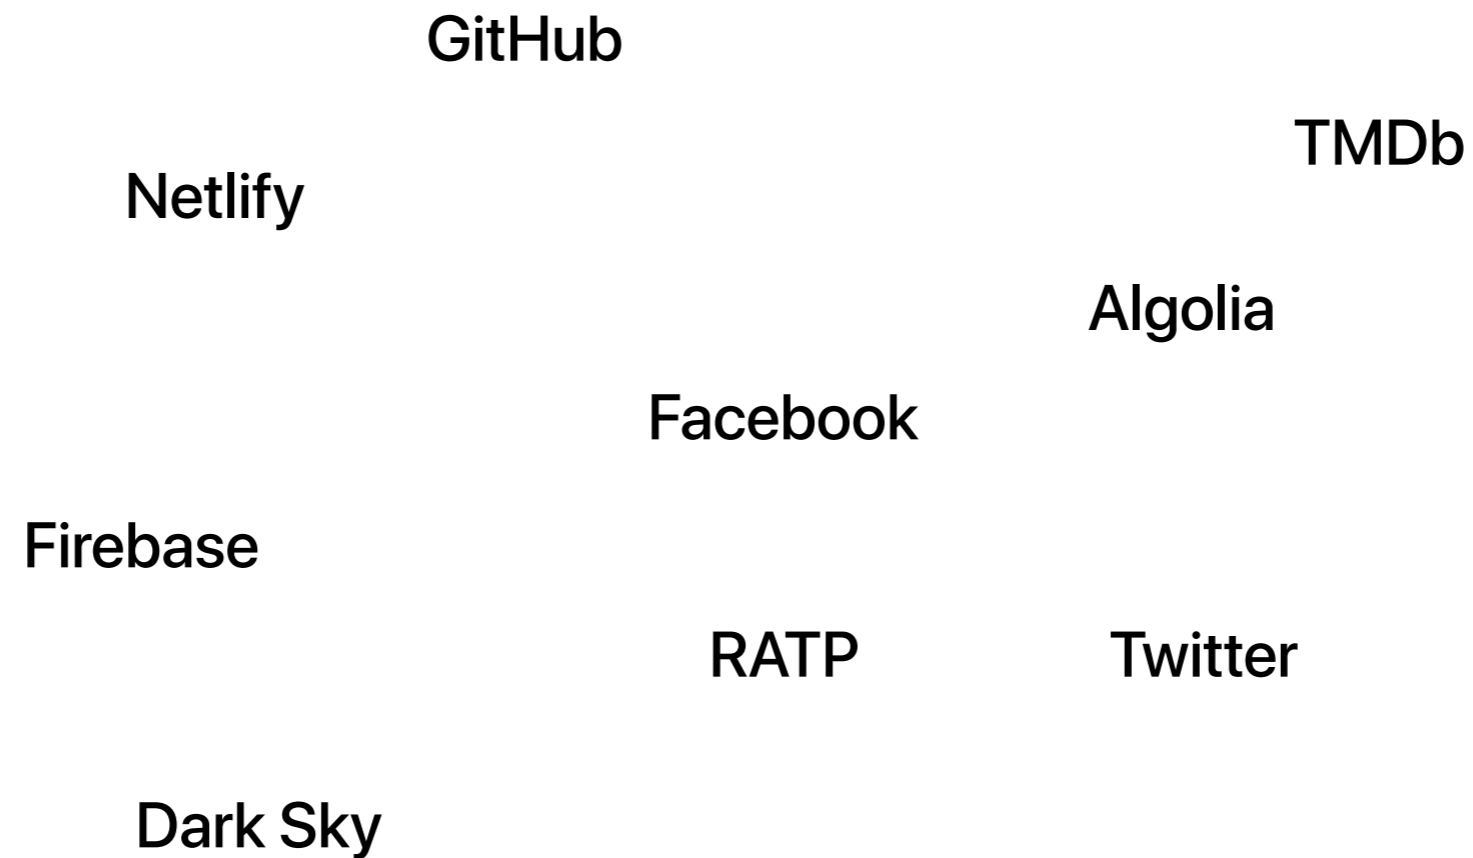 GitHub
TMDb
Netlify
Algolia
Facebook
Firebase
RATP
Twitter
Dark Sky